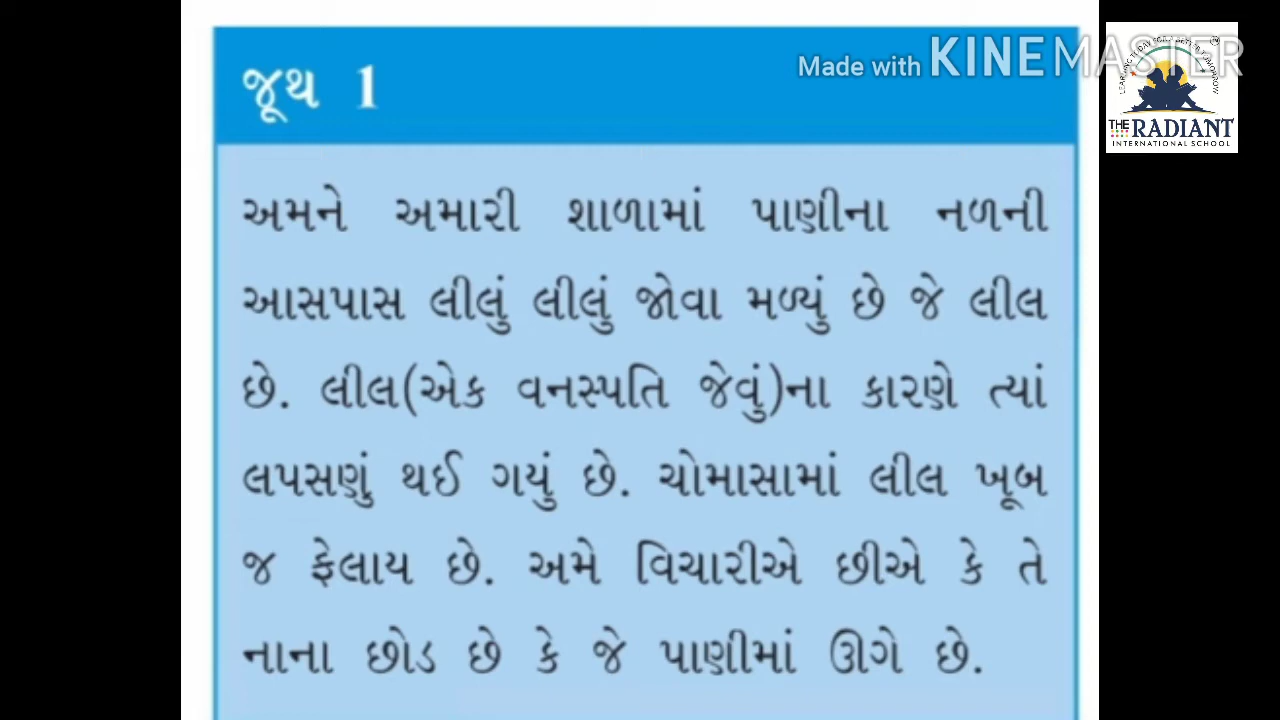 જૂથ 1
Made with KINEMASTER
THE RADIANT
INTERNATIONAL SCHOOL
અમને અમારી શાળામાં પાણીના નળની
આસપાસ લીલું લીલું જોવા મળ્યું છે જે લીલ
છે. લીલ(એક વનસ્પતિ જેવું)ના કારણે ત્યાં
લપસણું થઈ ગયું છે. ચોમાસામાં લીલ ખૂબ
જ ફેલાય છે. અમે વિચારીએ છીએ કે તે
નાના છોડ છે કે જે પાણીમાં ઊગે છે.